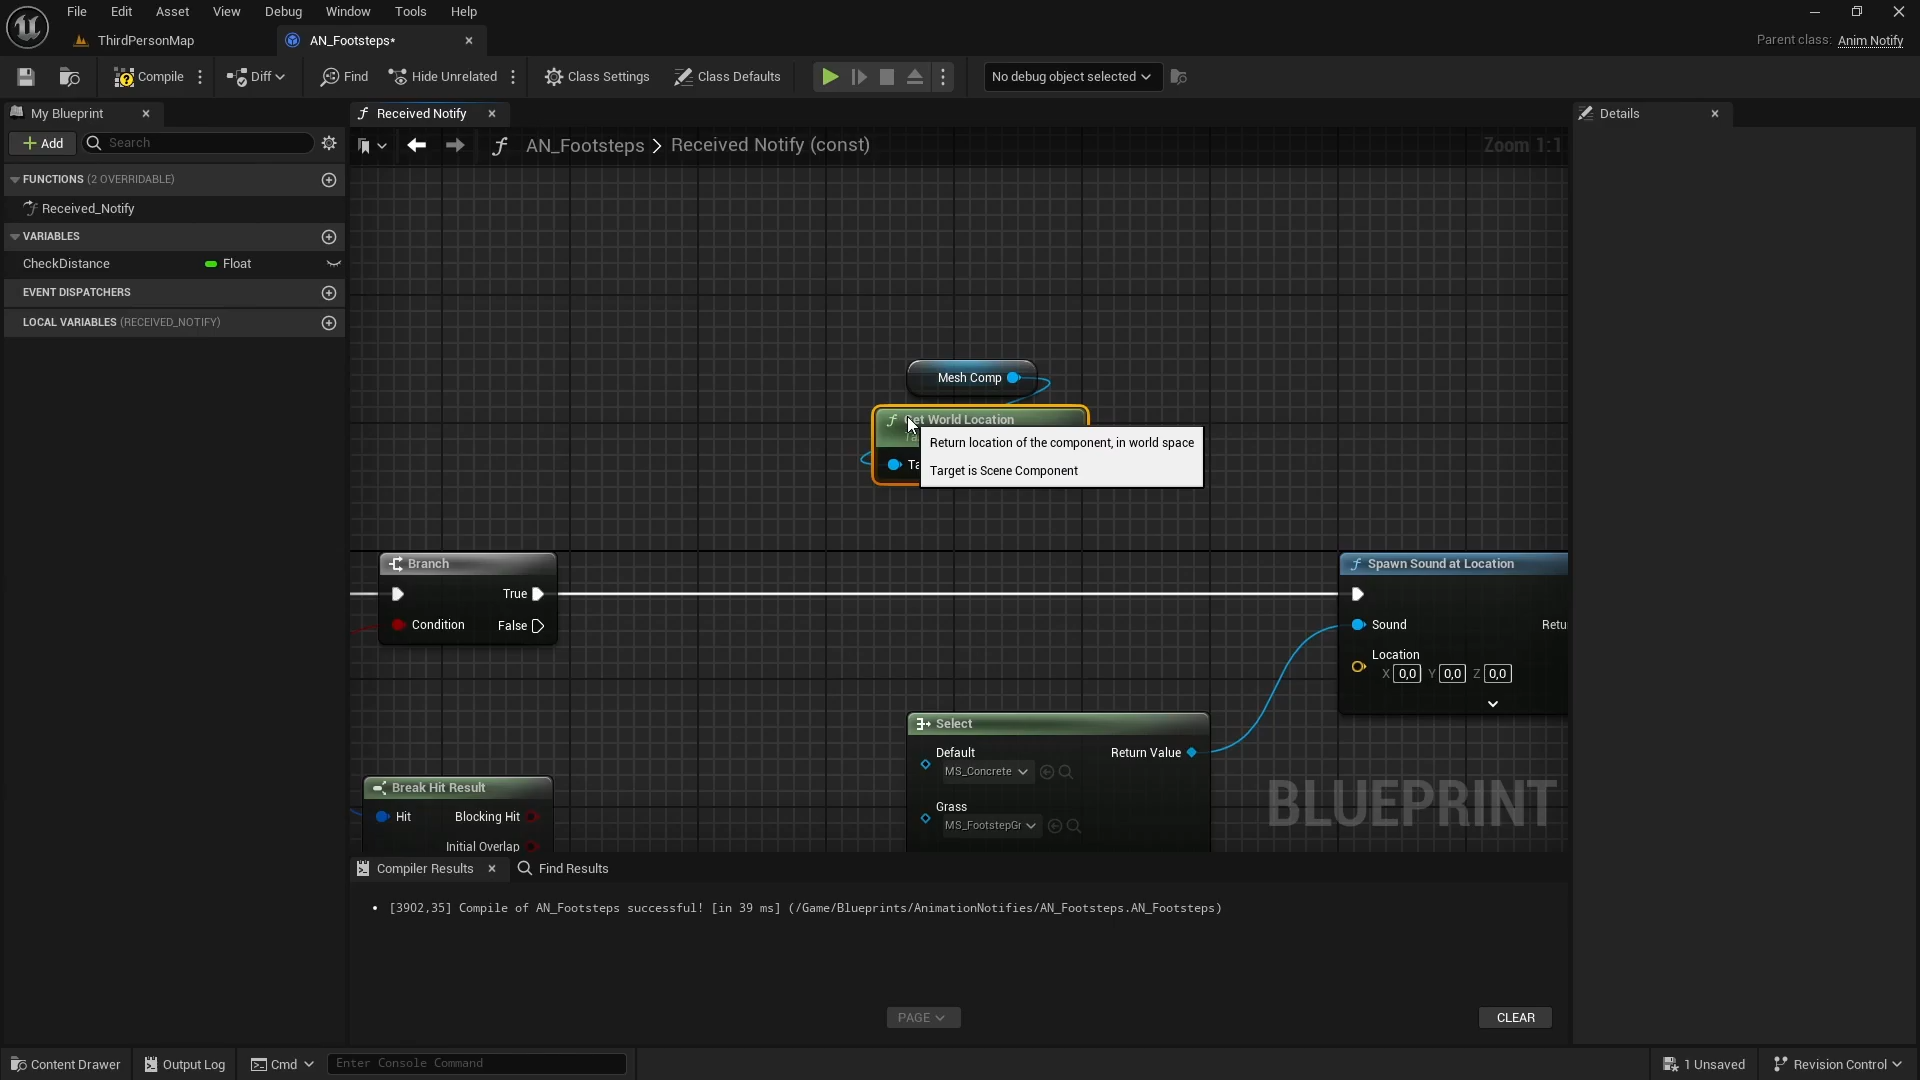 File Edit Asset View Debug Window Tools Help
ThirdPersonMap
AN_Footsteps*
Parent class: Anim Notify
Compile
Diff
Find
Hide Unrelated
Class Settings
Class Defaults
No debug object selected
My Blueprint
Received Notify
Details
Add
Search
AN_Footsteps > Received Notify (const)
Zoom 1:1
FUNCTIONS (2 OVERRIDABLE)
Received_Notify
VARIABLES
CheckDistance Float
EVENT DISPATCHERS
LOCAL VARIABLES (RECEIVED_NOTIFY)
Mesh Comp
Get World Location
Return location of the component, in world space
Target is Scene Component
Branch
True
Condition False
Spawn Sound at Location
Sound
Location
X 0,0 Y 0,0 Z 0,0
Select
Default Return Value
MS_Concrete
Grass
MS_FootstepGr
Break Hit Result
Hit Blocking Hit
Initial Overlap
BLUEPRINT
Compiler Results
Find Results
• [3902,35] Compile of AN_Footsteps successful! [in 39 ms] (/Game/Blueprints/AnimationNotifies/AN_Footsteps.AN_Footsteps)
PAGE
CLEAR
Content Drawer
Output Log
Cmd
Enter Console Command
1 Unsaved
Revision Control